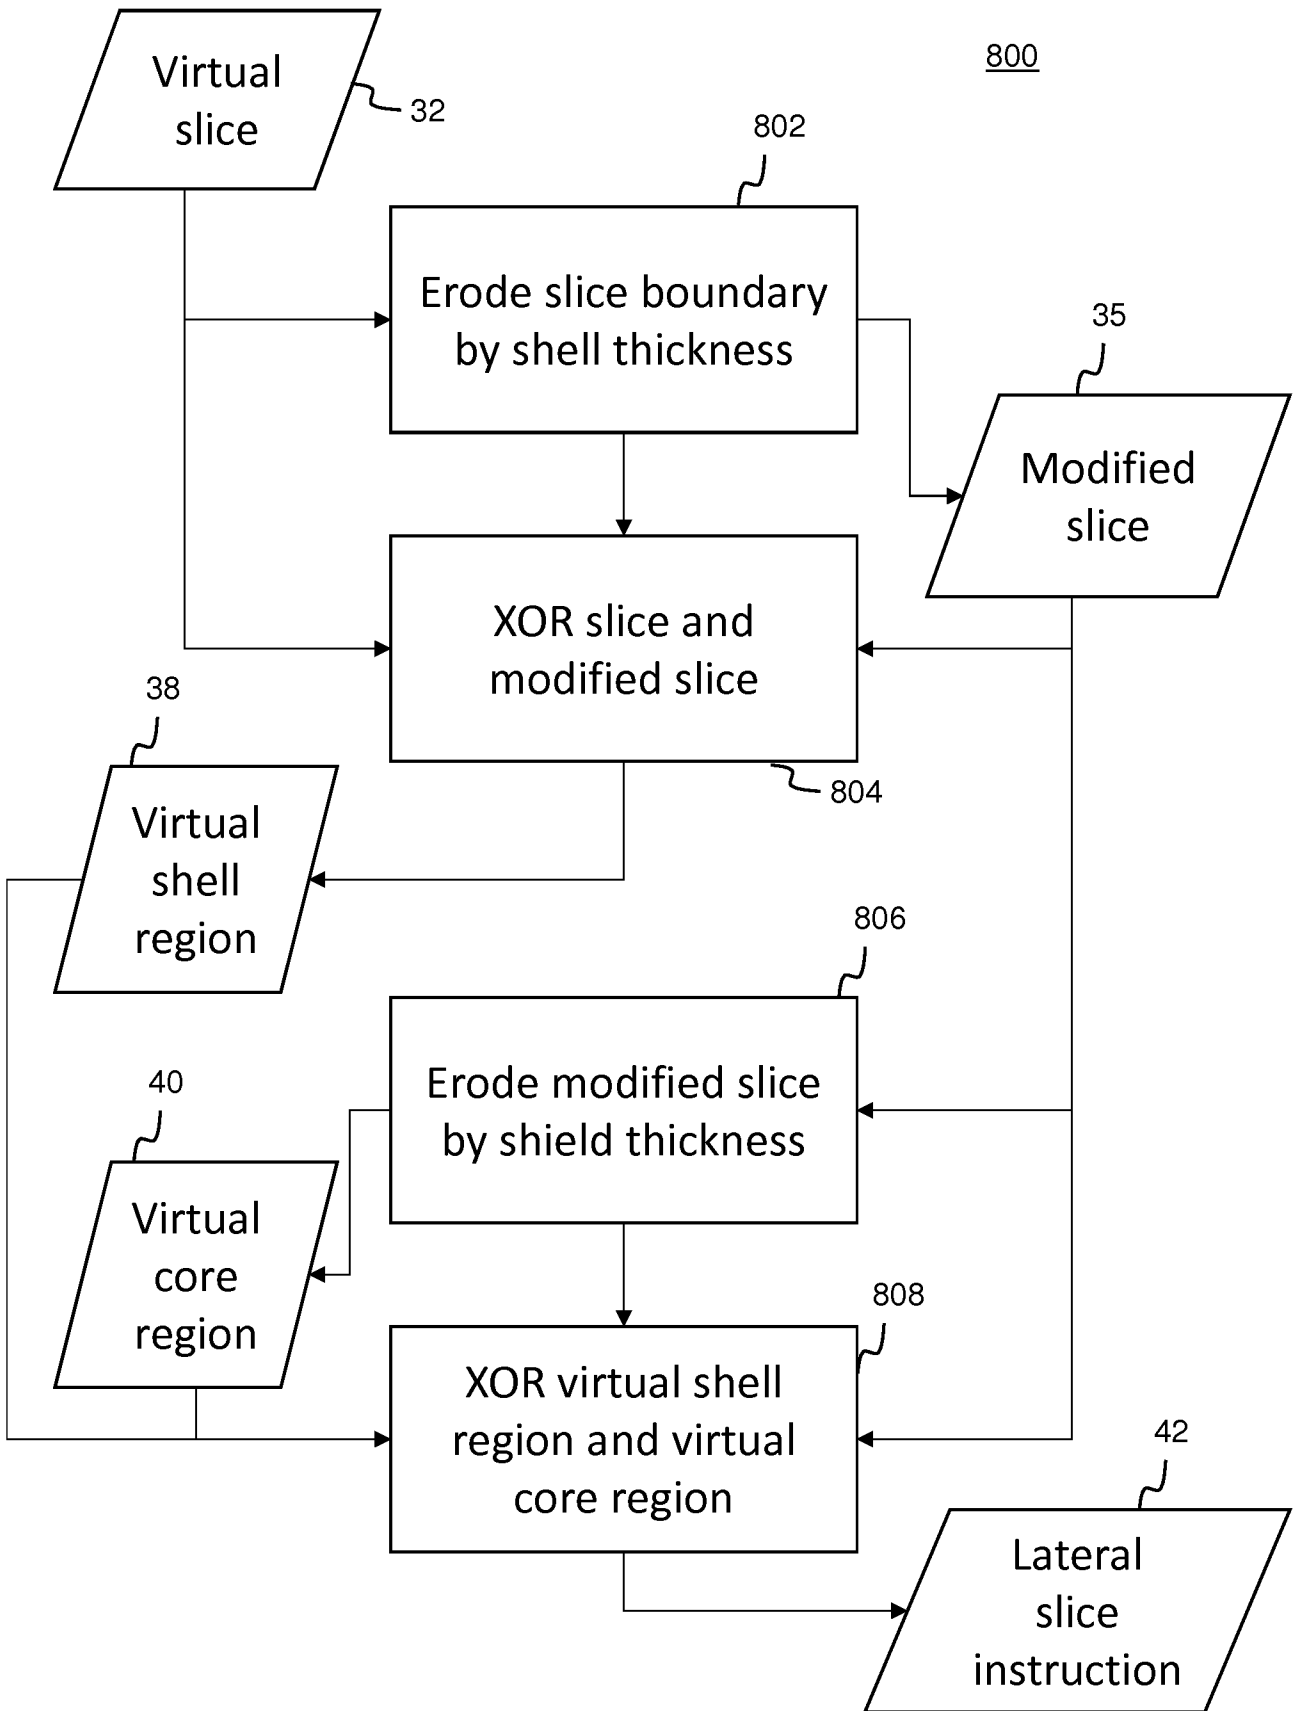 Virtual
slice
32
800
802
Erode slice boundary
by shell thickness
35
Modified
slice
XOR slice and
modified slice
804
38
Virtual
shell
region
806
Erode modified slice
by shield thickness
40
Virtual
core
region
808
XOR virtual shell
region and virtual
core region
42
Lateral
slice
instruction